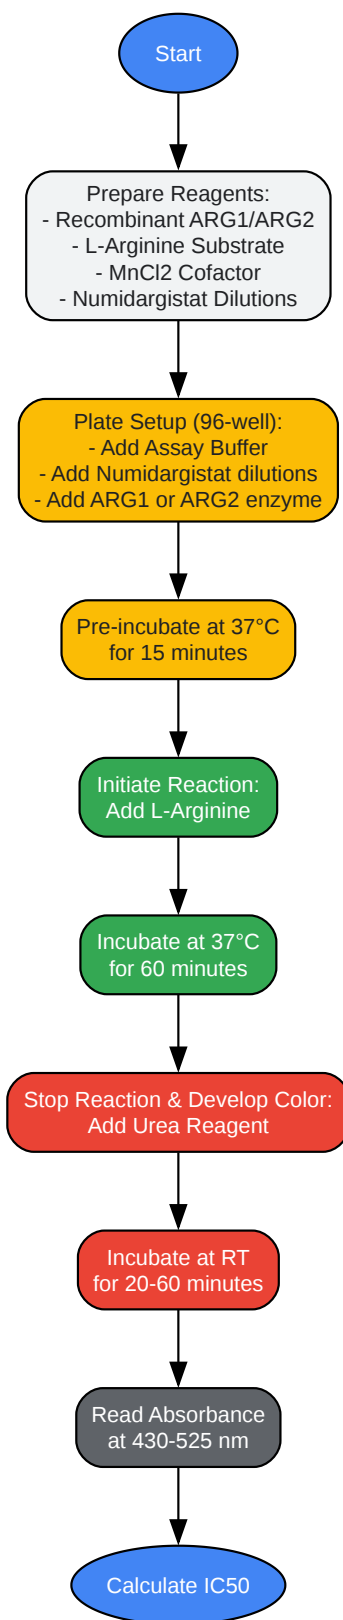 Start
Prepare Reagents:
- Recombinant ARG1/ARG2
- L-Arginine Substrate
- MnCl2 Cofactor
- Numidargistat Dilutions
Plate Setup (96-well):
- Add Assay Buffer
- Add Numidargistat dilutions
- Add ARG1 or ARG2 enzyme
Pre-incubate at 37°C
for 15 minutes
Initiate Reaction:
Add L-Arginine
Incubate at 37°C
for 60 minutes
Stop Reaction & Develop Color:
Add Urea Reagent
Incubate at RT
for 20-60 minutes
Read Absorbance
at 430-525 nm
Calculate IC50